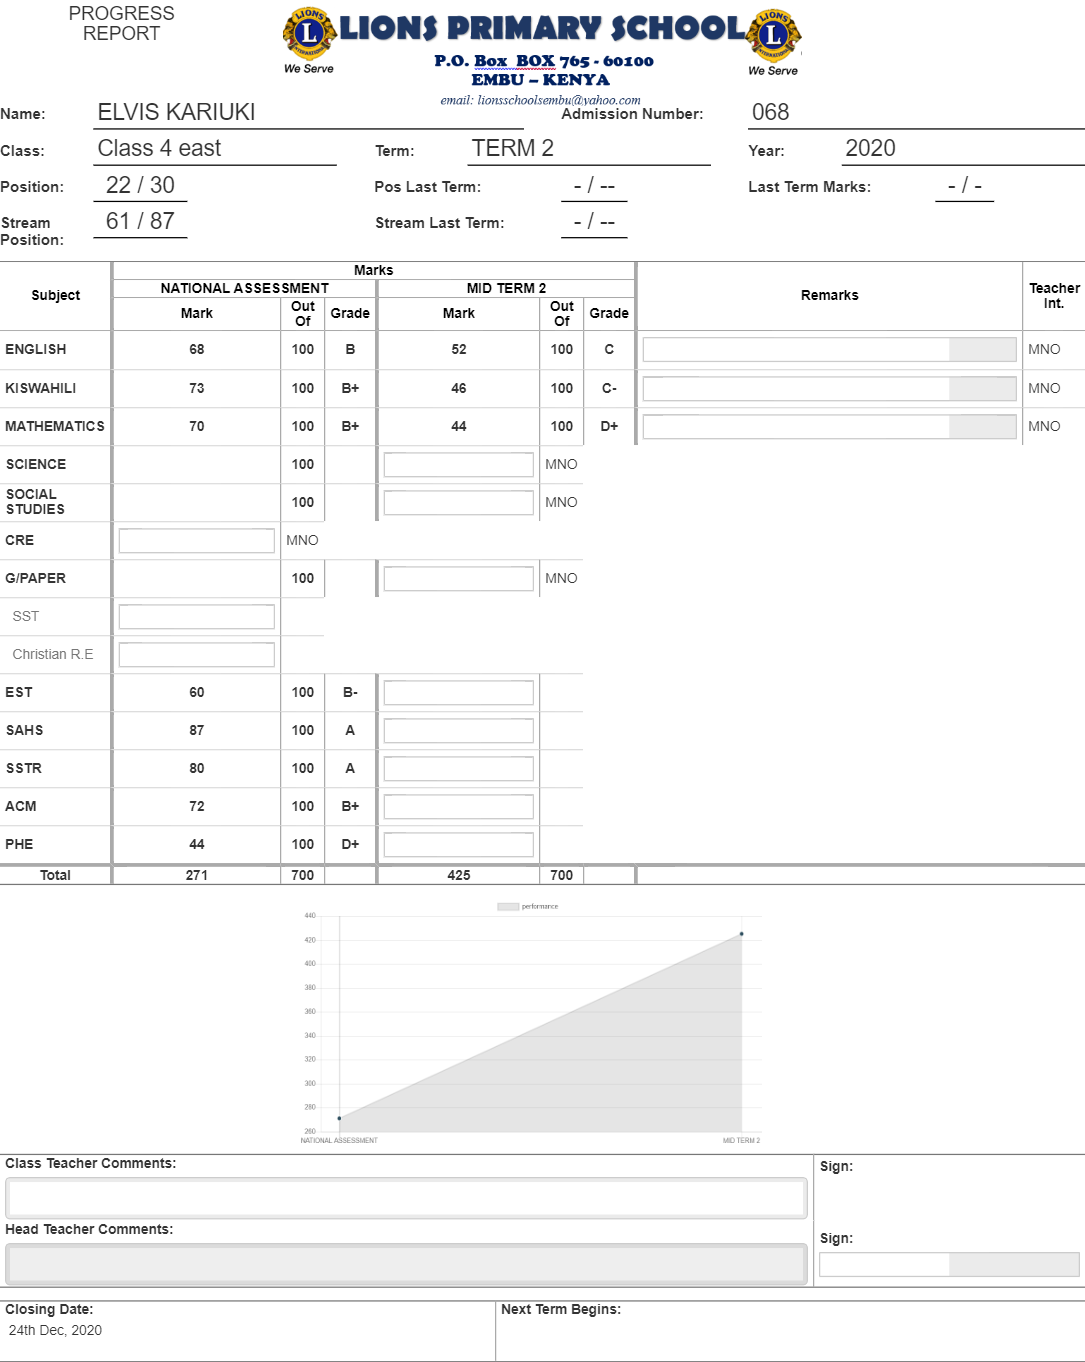 PROGRESS
REPORT
LIONS PRIMARY SCHOOL
We Serve
We Serve
P.O. Box BOX 765 - 60100
EMBU – KENYA
email: lionsschoolsembu@yahoo.com
Name: ELVIS KARIUKI Admission Number: 068
Class: Class 4 east Term: TERM 2 Year: 2020
Position: 22 / 30 Pos Last Term: - / -- Last Term Marks: - / -
Stream Position: 61 / 87 Stream Last Term: - / --
Marks
Subject NATIONAL ASSESSMENT MID TERM 2 Remarks Teacher Int.
Mark Out Of Grade Mark Out Of Grade
ENGLISH 68 100 B 52 100 C MNO
KISWAHILI 73 100 B+ 46 100 C- MNO
MATHEMATICS 70 100 B+ 44 100 D+ MNO
SCIENCE 100 MNO
SOCIAL STUDIES 100 MNO
CRE MNO
G/PAPER 100 MNO
SST
Christian R.E
EST 60 100 B-
SAHS 87 100 A
SSTR 80 100 A
ACM 72 100 B+
PHE 44 100 D+
Total 271 700 425 700
performance
440
420
400
380
360
340
320
300
280
260
NATIONAL ASSESSMENT MID TERM 2
Class Teacher Comments: Sign:
Head Teacher Comments:
Sign:
Closing Date: Next Term Begins:
24th Dec, 2020